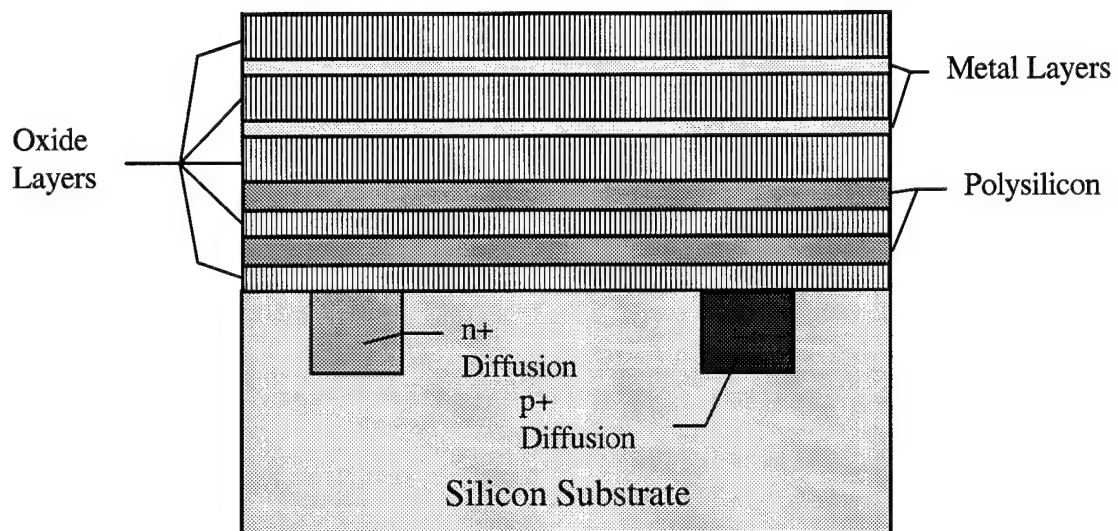 Metal Layers
Oxide
Layers
Polysilicon
n+
Diffusion
p+
Diffusion
Silicon Substrate